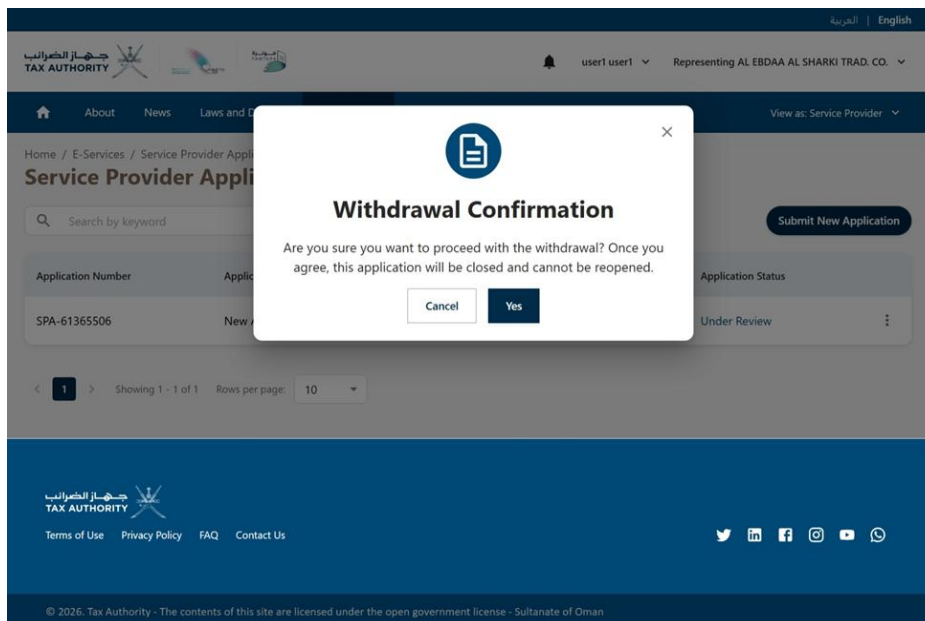 العربية | English
جهاز الضرائب
TAX AUTHORITY
user1 user1
Representing AL EBDAA AL SHARKI TRAD. CO.
About News Laws and D
View as: Service Provider
Home / E-Services / Service Provider Appli
Service Provider Appli
Search by keyword
Submit New Application
Withdrawal Confirmation
Are you sure you want to proceed with the withdrawal? Once you
agree, this application will be closed and cannot be reopened.
Cancel Yes
Application Number Applic Application Status
SPA-61365506 New A Under Review
< 1 > Showing 1 - 1 of 1 Rows per page: 10
جهاز الضرائب
TAX AUTHORITY
Terms of Use Privacy Policy FAQ Contact Us
© 2026. Tax Authority - The contents of this site are licensed under the open government license - Sultanate of Oman